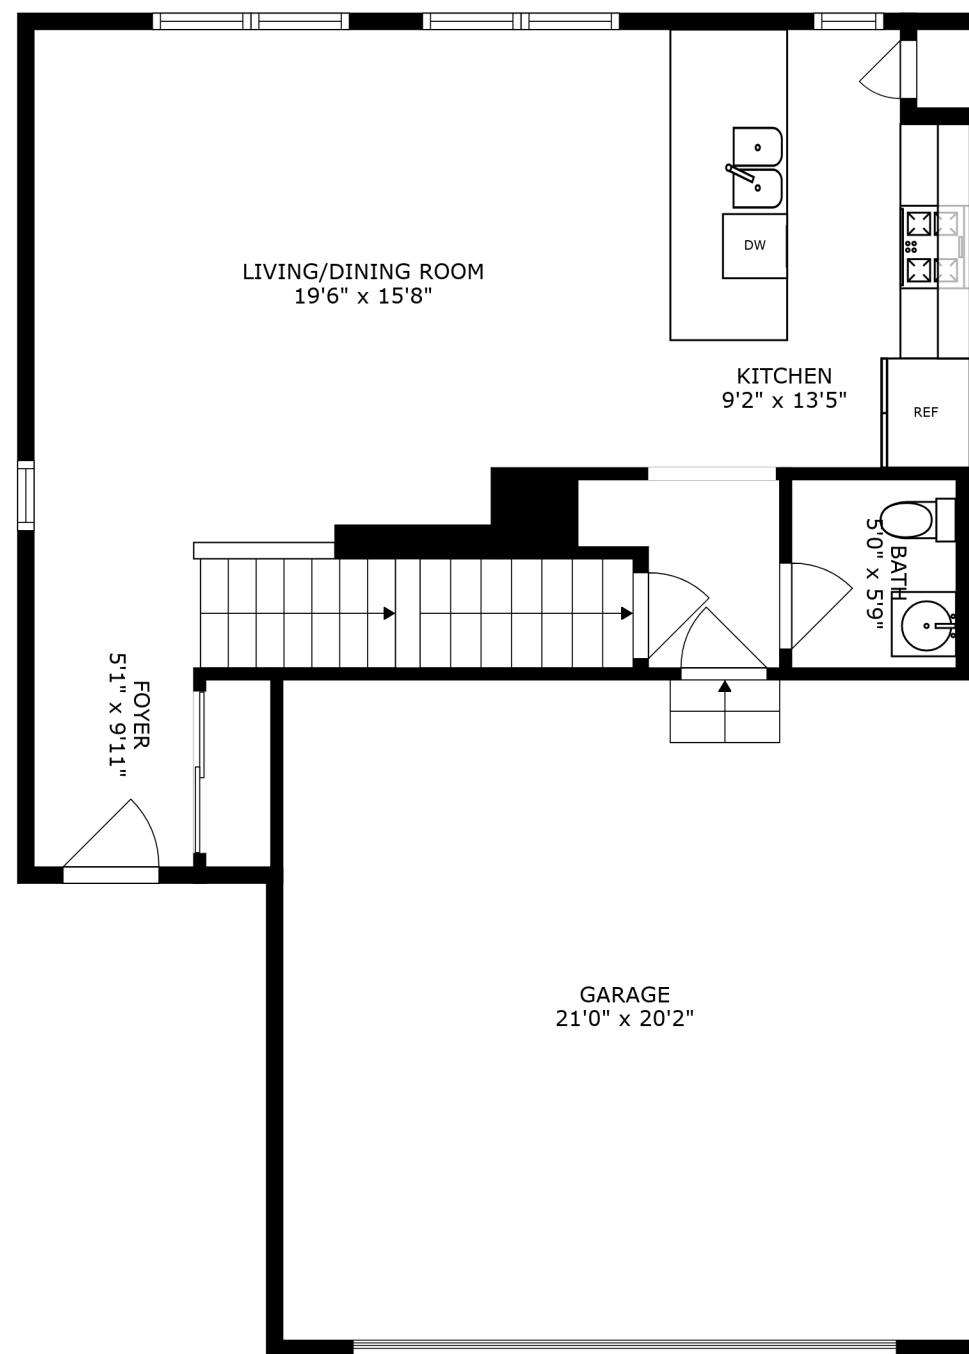 LIVING/DINING ROOM
19'6" x 15'8"
DW
KITCHEN
9'2" x 13'5"
REF
BATH
5'0" x 5'9"
FOYER
5'1" x 9'11"
GARAGE
21'0" x 20'2"